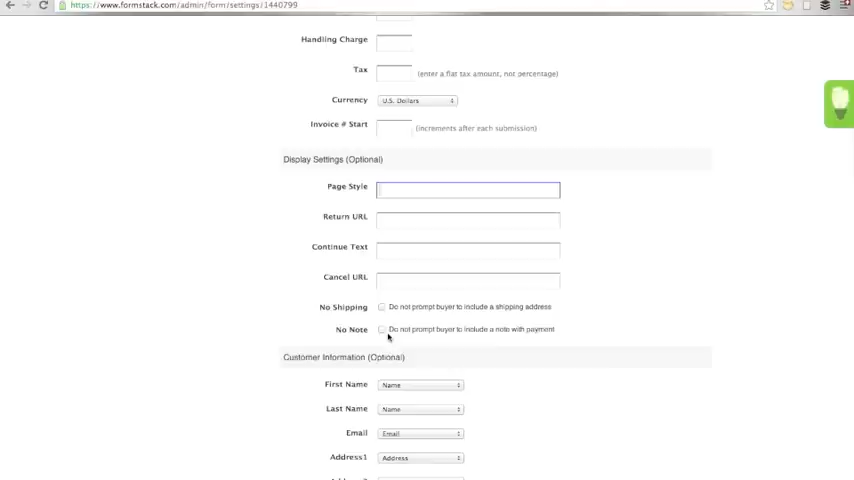 https://www.formstack.com/admin/form/settings/1440799
Handling Charge
Tax (enter a flat tax amount, not percentage)
Currency U.S. Dollars
Invoice # Start (increments after each submission)
Display Settings (Optional)
Page Style
Return URL
Continue Text
Cancel URL
No Shipping Do not prompt buyer to include a shipping address
No Note Do not prompt buyer to include a note with payment
Customer Information (Optional)
First Name Name
Last Name Name
Email Email
Address1 Address